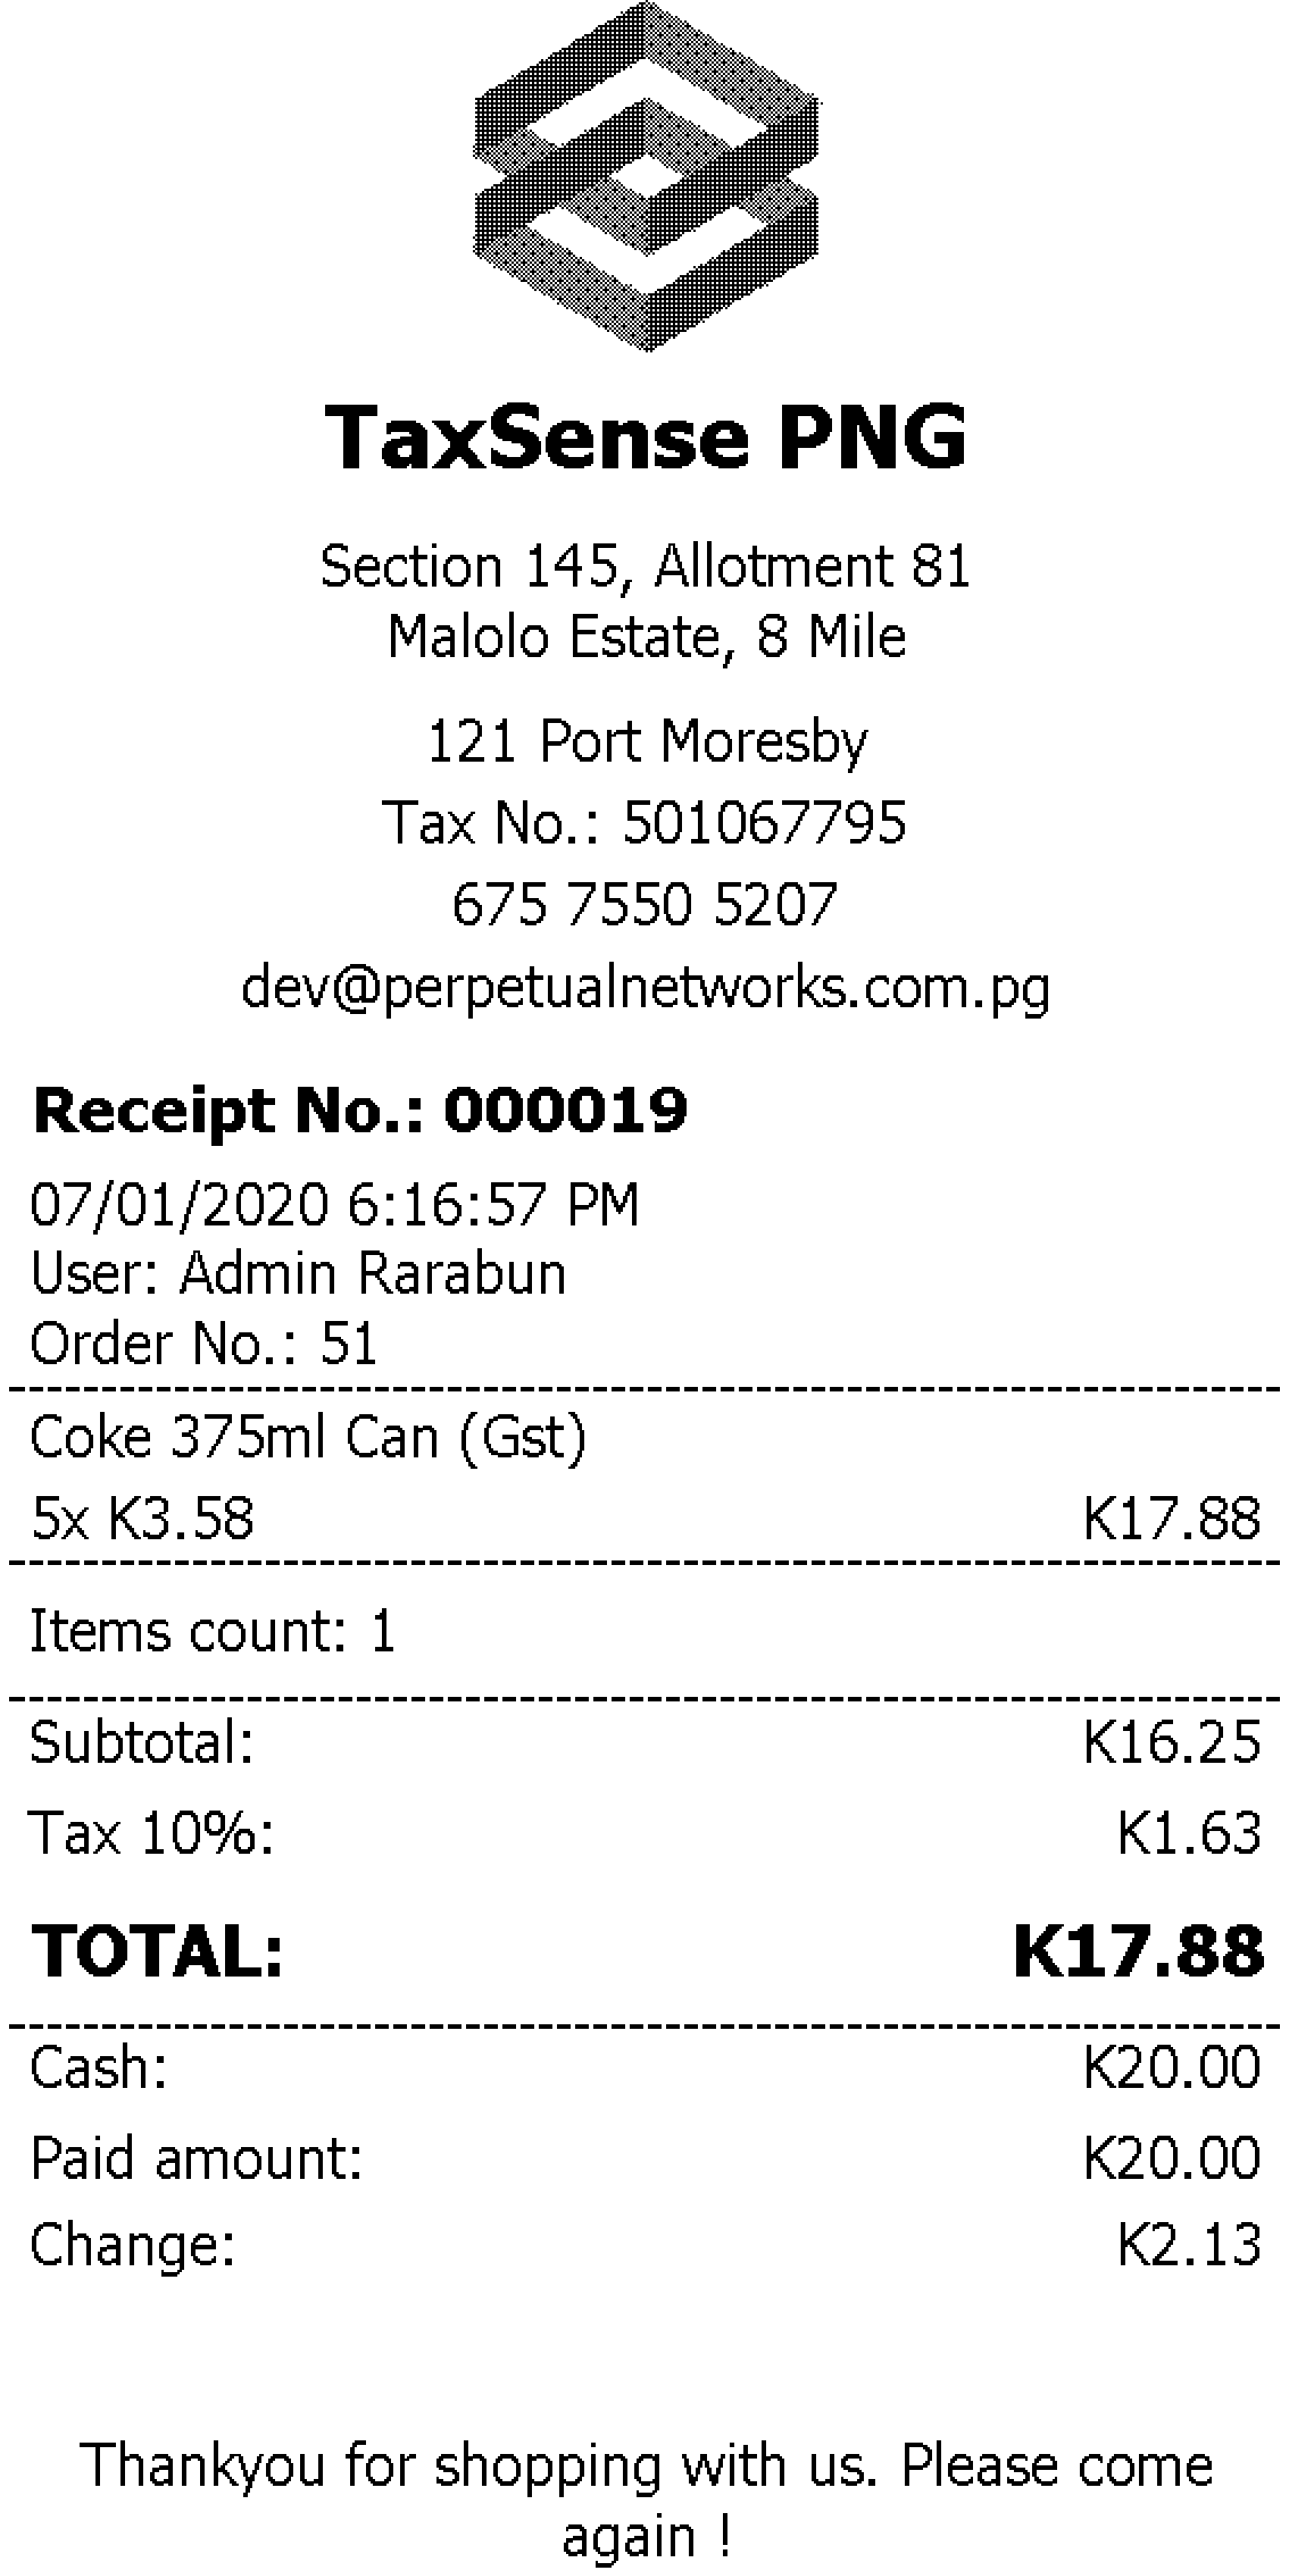 TaxSense PNG
Section 145, Allotment 81
Malolo Estate, 8 Mile
121 Port Moresby
Tax No.: 501067795
675 7550 5207
dev@perpetualnetworks.com.pg
Receipt No.: 000019
07/01/2020 6:16:57 PM
User: Admin Rarabun
Order No.: 51
Coke 375ml Can (Gst)
5x K3.58 K17.88
Items count: 1
Subtotal: K16.25
Tax 10%: K1.63
TOTAL: K17.88
Cash: K20.00
Paid amount: K20.00
Change: K2.13
Thankyou for shopping with us. Please come
again !